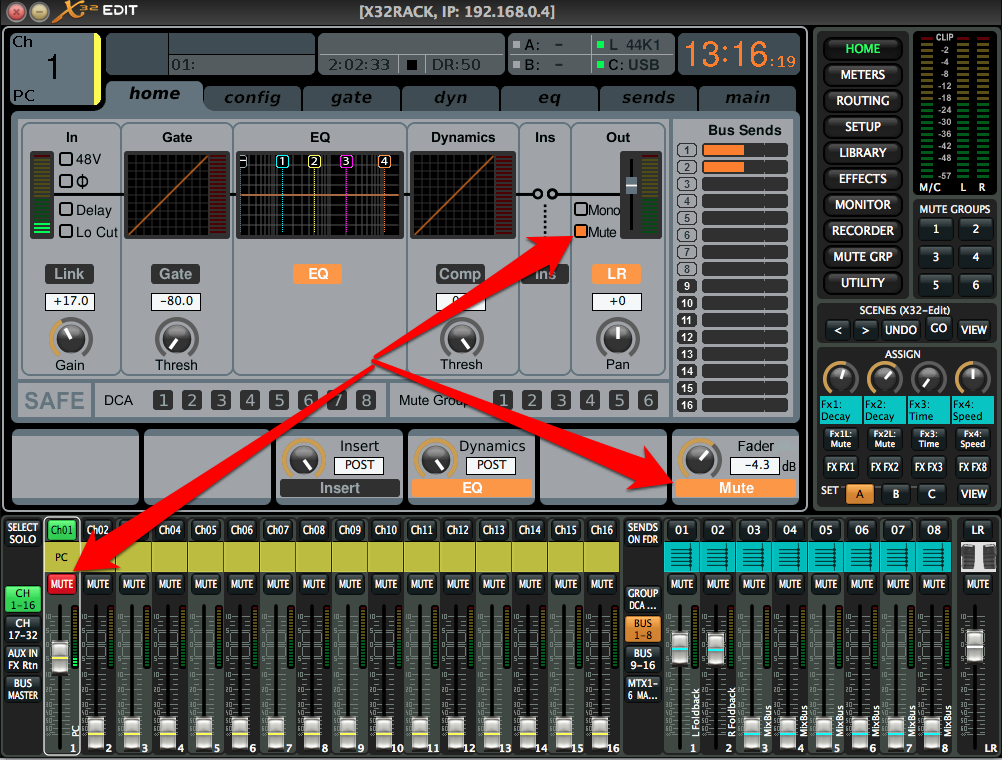 X32 EDIT
[X32RACK, IP: 192.168.0.4]
Ch
1
PC
01:
2:02:33 DR:50
A: – L 44K1
B: – C: USB
13:16:19
home config gate dyn eq sends main
In Gate EQ Dynamics Ins Out Bus Sends
48V
Φ
Delay
Lo Cut
1 2 3 4
Mono
Mute
Link Gate EQ Comp Ins LR
+17.0 -80.0 +0
Gain Thresh Thresh Pan
1
2
3
4
5
6
7
8
9
10
11
12
13
14
15
16
SAFE DCA 1 2 3 4 5 6 7 8 Mute Group 1 2 3 4 5 6
Insert
POST
Insert
Dynamics
POST
EQ
Fader
-4.3 dB
Mute
HOME
METERS
ROUTING
SETUP
LIBRARY
EFFECTS
MONITOR
RECORDER
MUTE GRP
UTILITY
CLIP
-2
-4
-6
-8
-12
-18
-24
-30
-36
-42
-48
-57
M/C L R
MUTE GROUPS
1 2
3 4
5 6
SCENES (X32-Edit)
< > UNDO GO VIEW
ASSIGN
Fx1: Fx2: Fx3: Fx4:
Decay Decay Time Speed
Fx1L: Fx2L: Fx3: Fx4:
Mute Mute Time Speed
FX FX1 FX FX2 FX FX3 FX FX8
SET A B C VIEW
SELECT
SOLO
Ch01 Ch02 Ch04 Ch05 Ch06 Ch07 Ch08 Ch09 Ch10 Ch11 Ch12 Ch13 Ch14 Ch15 Ch16
PC
MUTE MUTE MUTE MUTE MUTE MUTE MUTE MUTE MUTE MUTE MUTE MUTE MUTE MUTE MUTE MUTE
CH
1-16
CH
17-32
AUX IN
FX Rtn
BUS
MASTER
PC
1 2 3 4 5 6 7 8 9 10 11 12 13 14 15 16
SENDS
ON FDR
01 02 03 04 05 06 07 08 LR
MUTE MUTE MUTE MUTE MUTE MUTE MUTE MUTE MUTE
GROUP
DCA ...
BUS
1-8
BUS
9-16
MTX1-
6 MA...
L Foldback R Foldback MixBus MixBus MixBus MixBus MixBus MixBus
1 2 3 4 5 6 7 8 LR